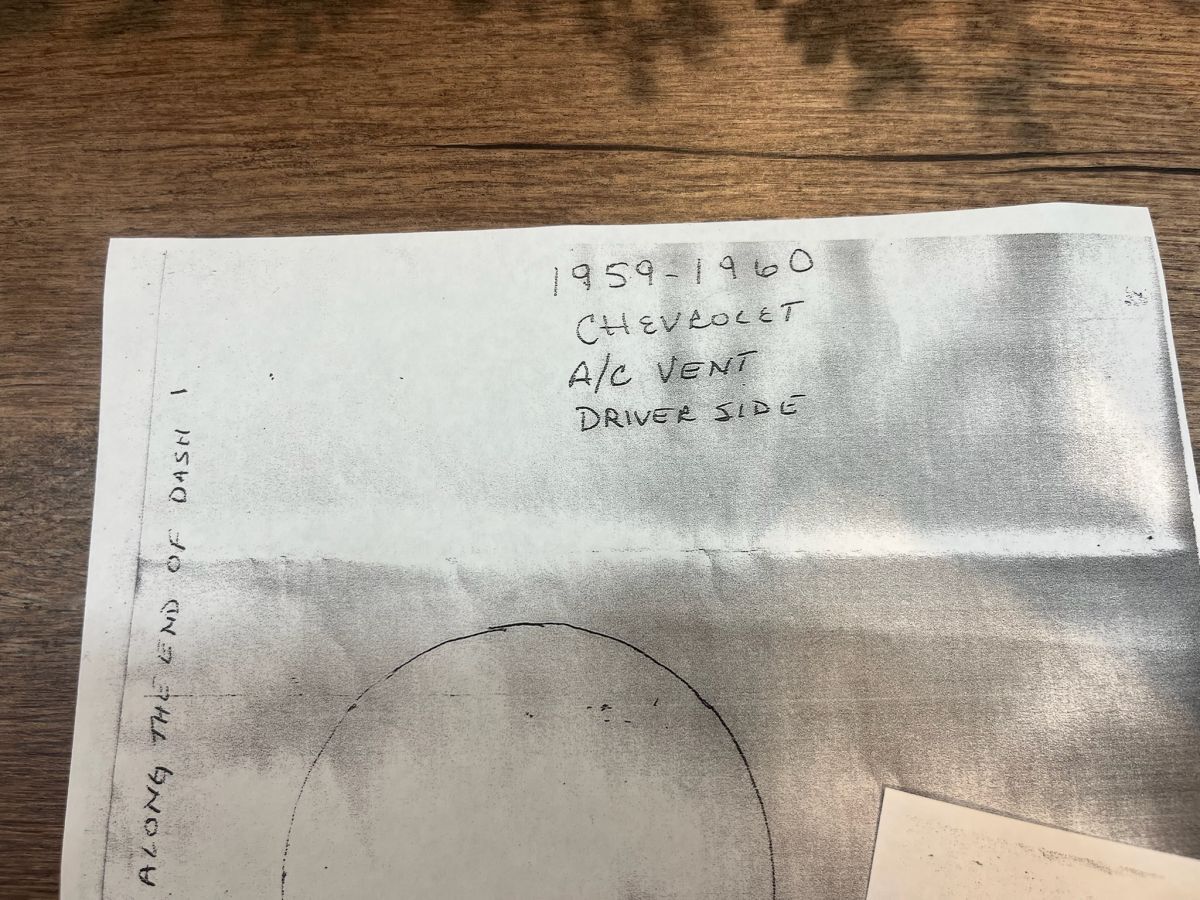 1959-1960
CHEVROLET
A/C VENT
DRIVER SIDE
ALONG THE END OF DASH